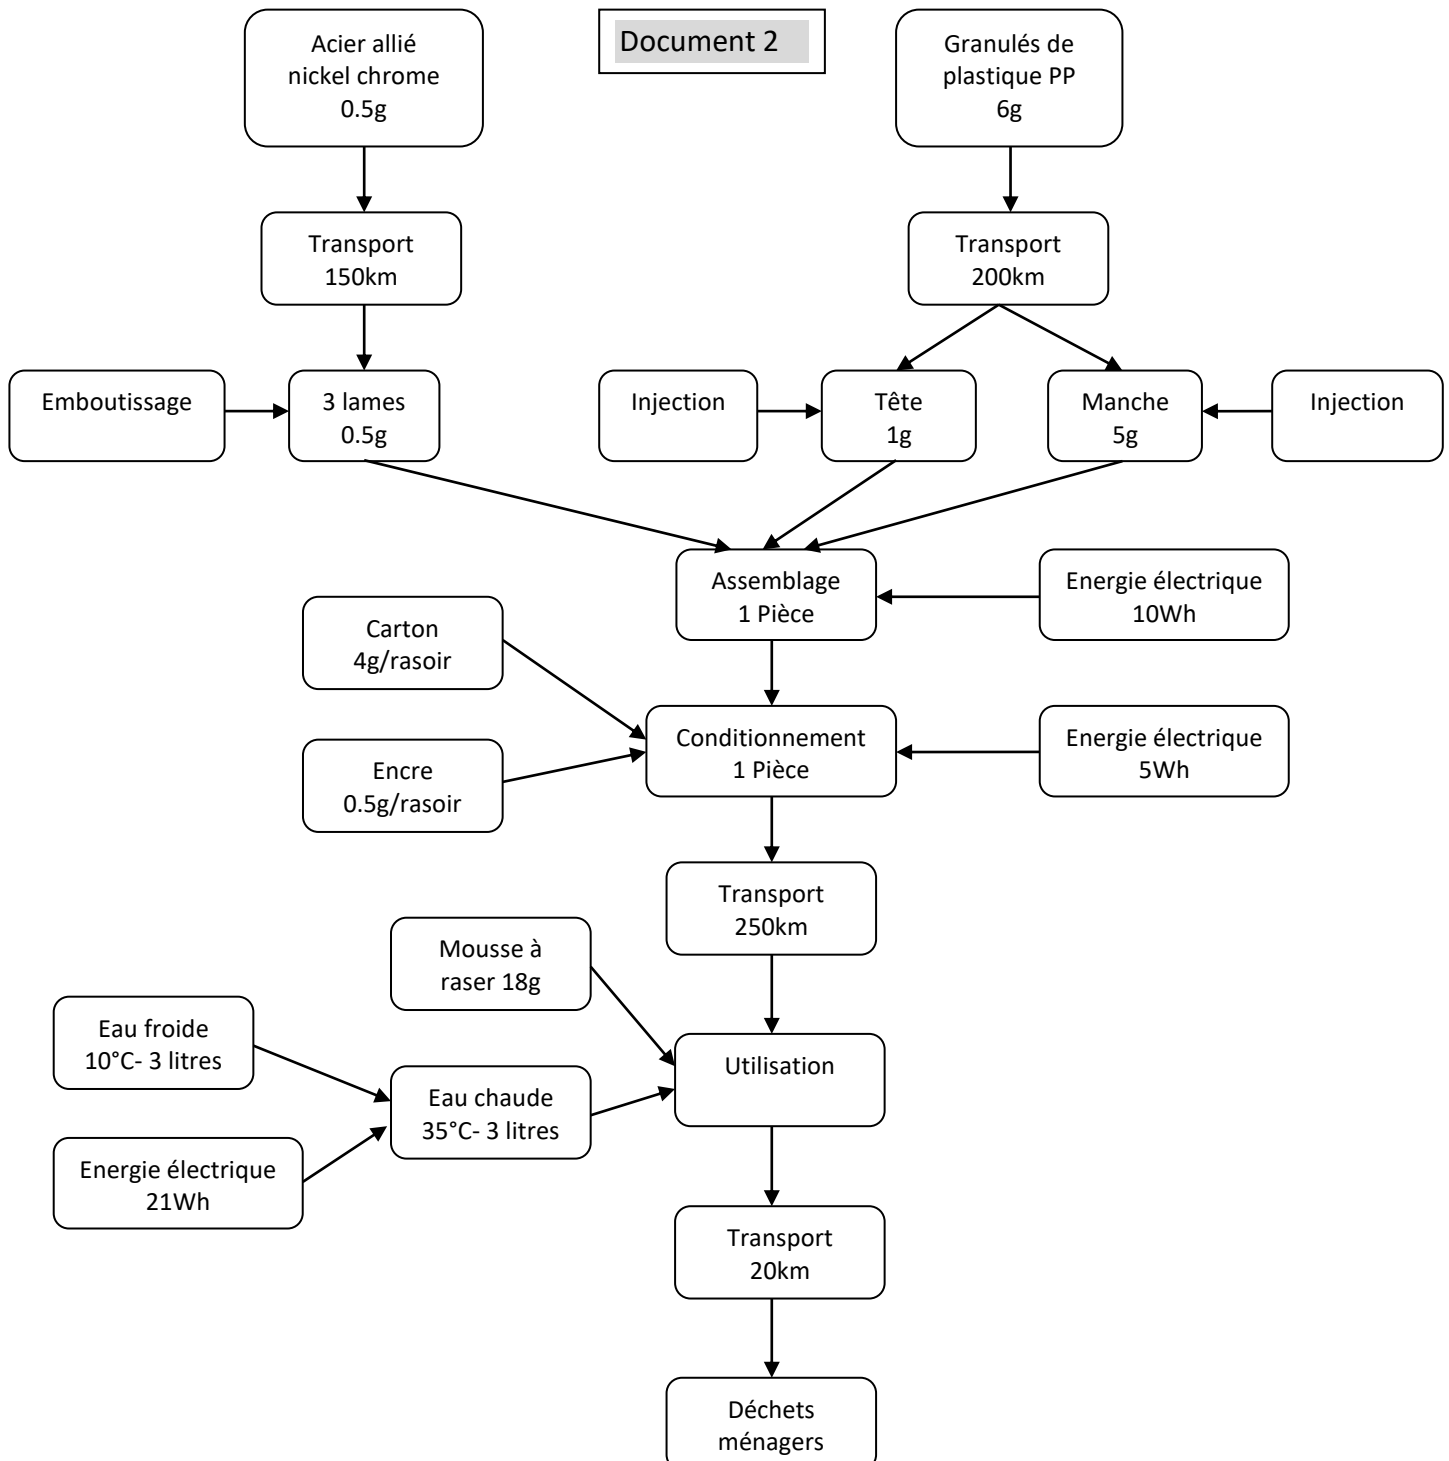 Document 2
Acier allié
nickel chrome
0.5g
Granulés de
plastique PP
6g
Transport
150km
Transport
200km
Emboutissage
3 lames
0.5g
Injection
Tête
1g
Manche
5g
Injection
Assemblage
1 Pièce
Energie électrique
10Wh
Carton
4g/rasoir
Conditionnement
1 Pièce
Energie électrique
5Wh
Encre
0.5g/rasoir
Transport
250km
Mousse à
raser 18g
Eau froide
10°C- 3 litres
Utilisation
Eau chaude
35°C- 3 litres
Energie électrique
21Wh
Transport
20km
Déchets
ménagers